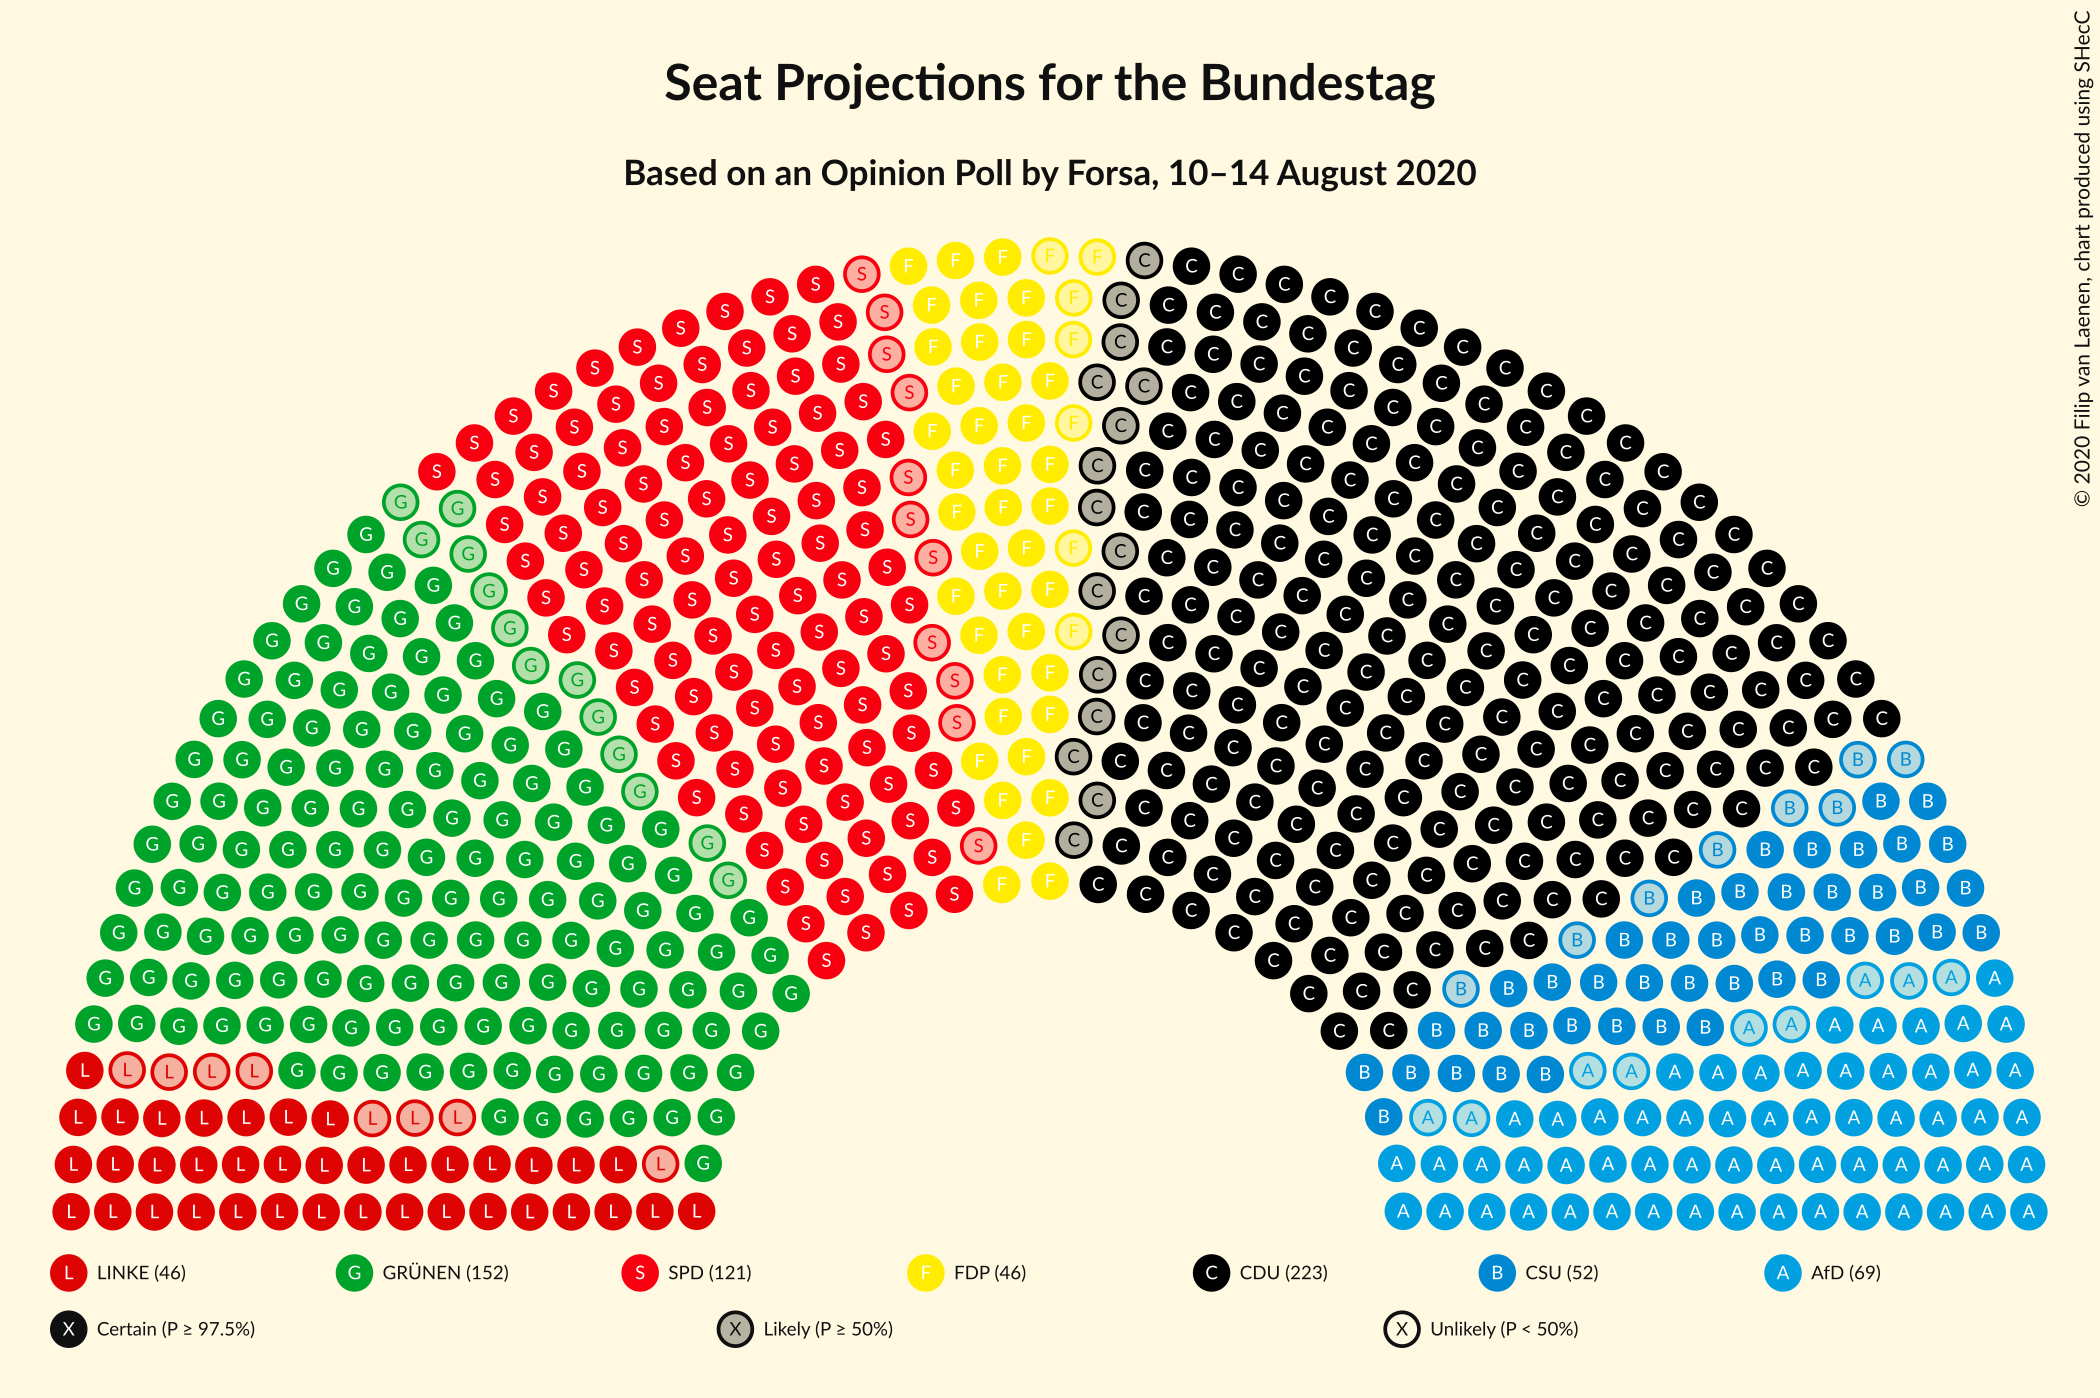 Seat Projections for the Bundestag
Based on an Opinion Poll by Forsa, 10–14 August 2020
© 2020 Filip van Laenen, chart produced using SHecC
L LINKE (46) G GRÜNEN (152) S SPD (121) F FDP (46) C CDU (223) B CSU (52) A AfD (69)
X Certain (P ≥ 97.5%) X Likely (P ≥ 50%) X Unlikely (P < 50%)